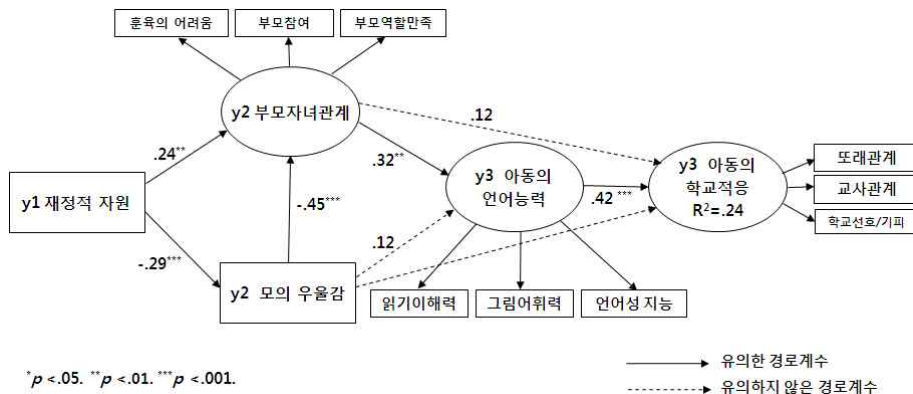 훈육의 어려움
부모참여
부모역할만족
y2 부모자녀관계
.12
.24**
.32**
y1 재정적 자원
-.45***
y3 아동의
언어능력
.42 ***
y3 아동의
학교적응
R²=.24
또래관계
교사관계
학교선호/기피
-.29***
.12
y2 모의 우울감
읽기이해력
그림어휘력
언어성 지능
*p <.05. **p <.01. ***p <.001.
유의한 경로계수
유의하지 않은 경로계수